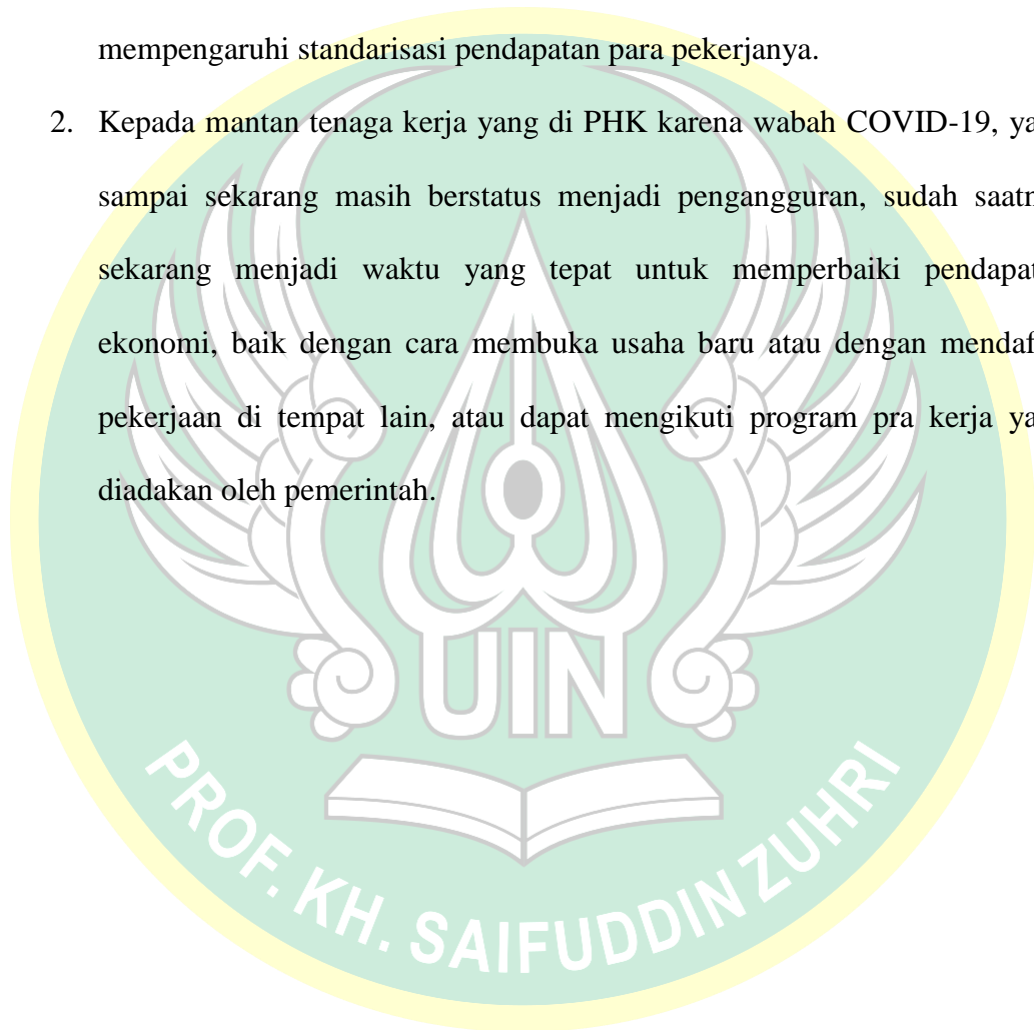 mempengaruhi standarisasi pendapatan para pekerjanya.
2. Kepada mantan tenaga kerja yang di PHK karena wabah COVID-19, ya
sampai sekarang masih berstatus menjadi pengangguran, sudah saatn
sekarang menjadi waktu yang tepat untuk memperbaiki pendapat
ekonomi, baik dengan cara membuka usaha baru atau dengan mendaf
pekerjaan di tempat lain, atau dapat mengikuti program pra kerja ya
diadakan oleh pemerintah.
UIN
PROF. KH. SAIFUDDIN ZUHRI